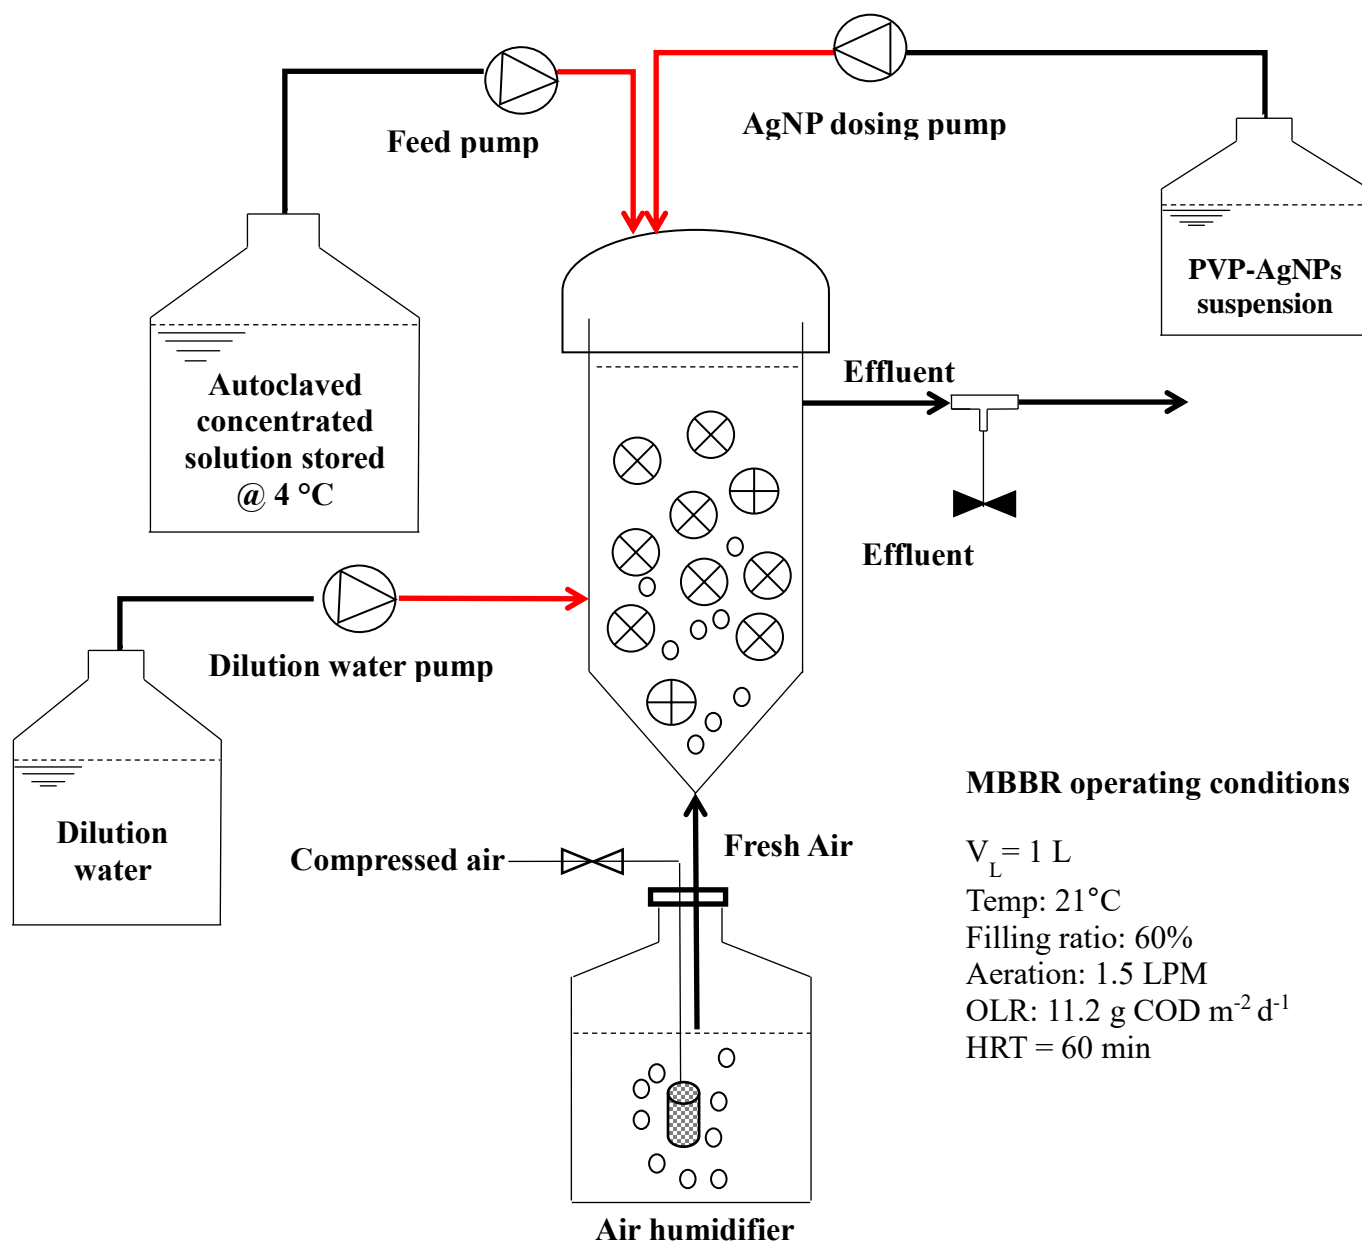 Feed pump
AgNP dosing pump
PVP-AgNPs
suspension
Autoclaved
concentrated
solution stored
@ 4 °C
Effluent
Effluent
Dilution water pump
Dilution
water
Compressed air
Fresh Air
Air humidifier
MBBR operating conditions
V_L= 1 L
Temp: 21°C
Filling ratio: 60%
Aeration: 1.5 LPM
OLR: 11.2 g COD m⁻² d⁻¹
HRT = 60 min